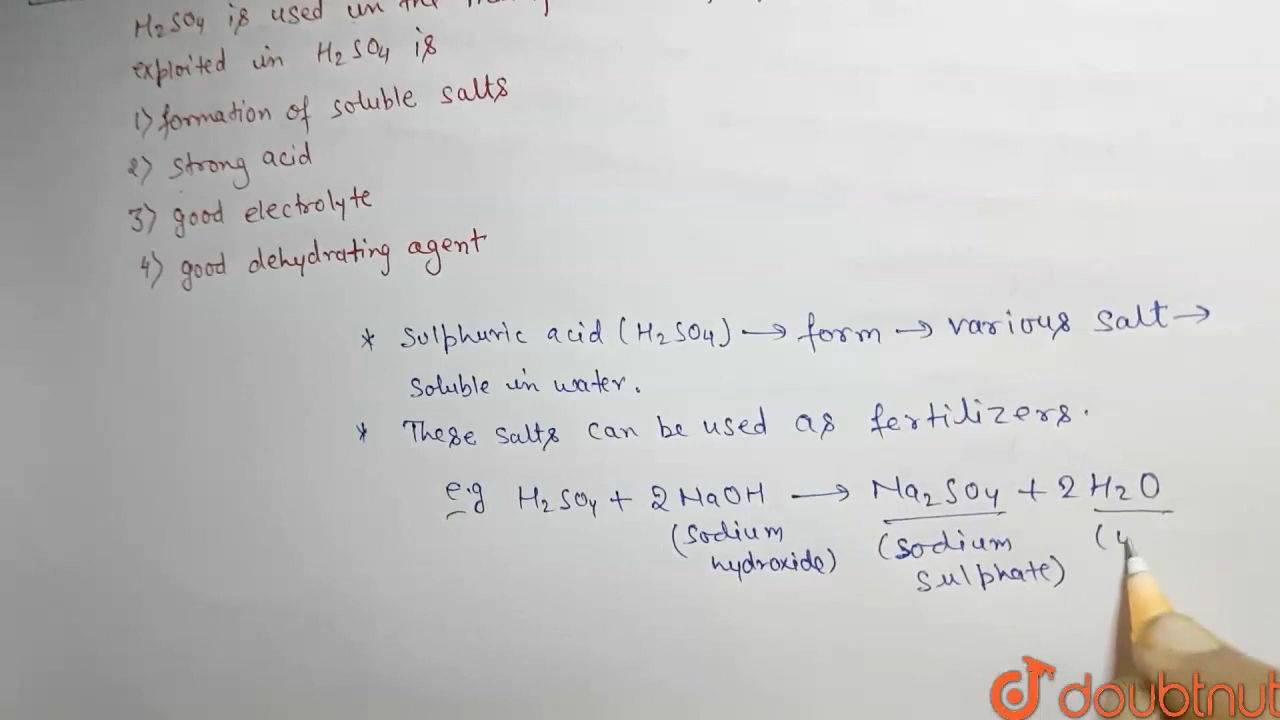 H2SO4 is used in the
exploited in H2SO4 is
1) formation of soluble salts
2) strong acid
3) good electrolyte
4) good dehydrating agent
* Sulphuric acid (H2SO4) → form → various salt →
soluble in water.
* These salts can be used as fertilizers.
e.g H2SO4 + 2NaOH → Na2SO4 + 2H2O
(sodium hydroxide) (sodium sulphate) (
doubtnut